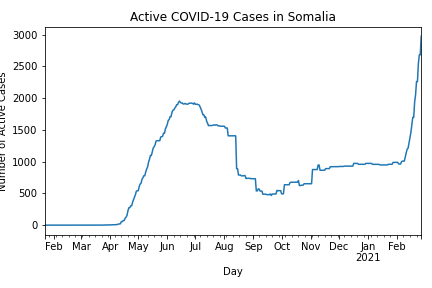 Active COVID-19 Cases in Somalia
Number of Active Cases
3000
2500
2000
1500
1000
500
0
Feb Mar Apr May Jun Jul Aug Sep Oct Nov Dec Jan Feb
2021
Day